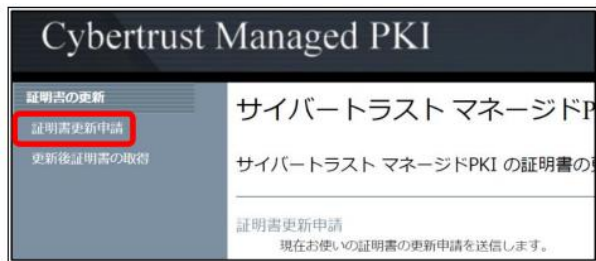 Cybertrust Managed PKI
証明書の更新
証明書更新申請
更新後証明書の取得
サイバートラスト マネージドP
サイバートラスト マネージドPKI の証明書の
証明書更新申請
現在お使いの証明書の更新申請を送信します。